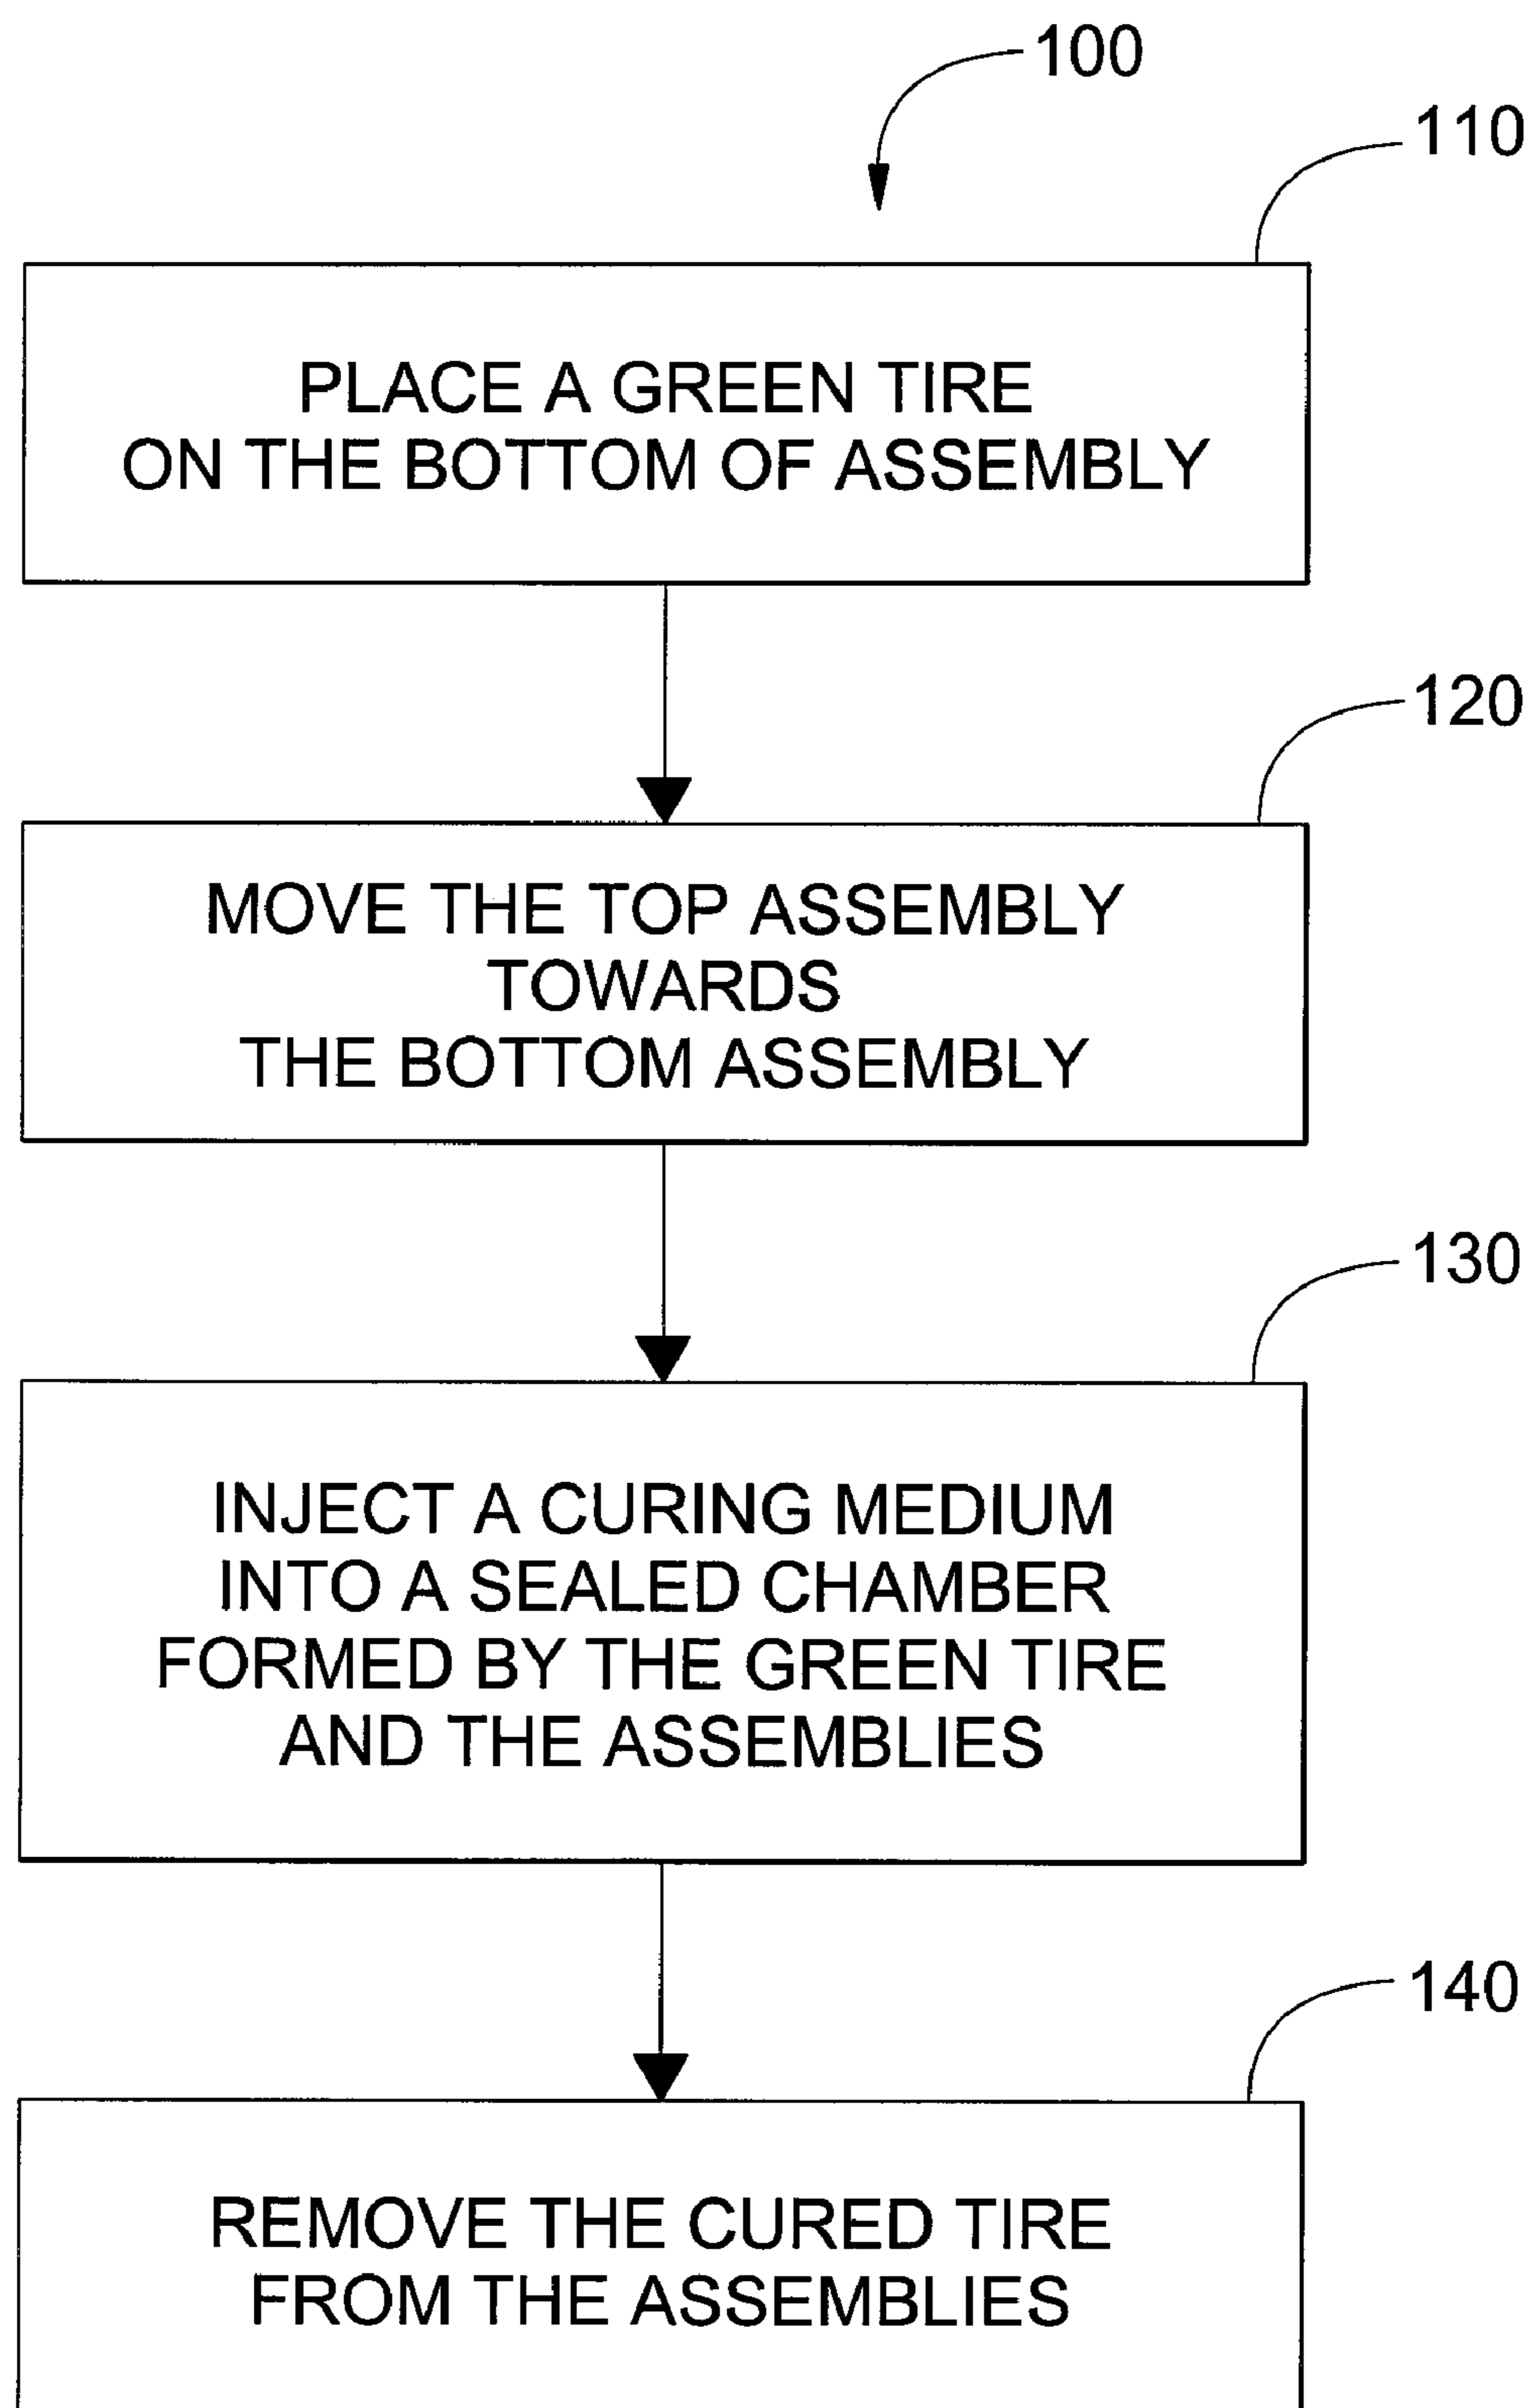 100
110
PLACE A GREEN TIRE
ON THE BOTTOM OF ASSEMBLY
120
MOVE THE TOP ASSEMBLY
TOWARDS
THE BOTTOM ASSEMBLY
130
INJECT A CURING MEDIUM
INTO A SEALED CHAMBER
FORMED BY THE GREEN TIRE
AND THE ASSEMBLIES
140
REMOVE THE CURED TIRE
FROM THE ASSEMBLIES